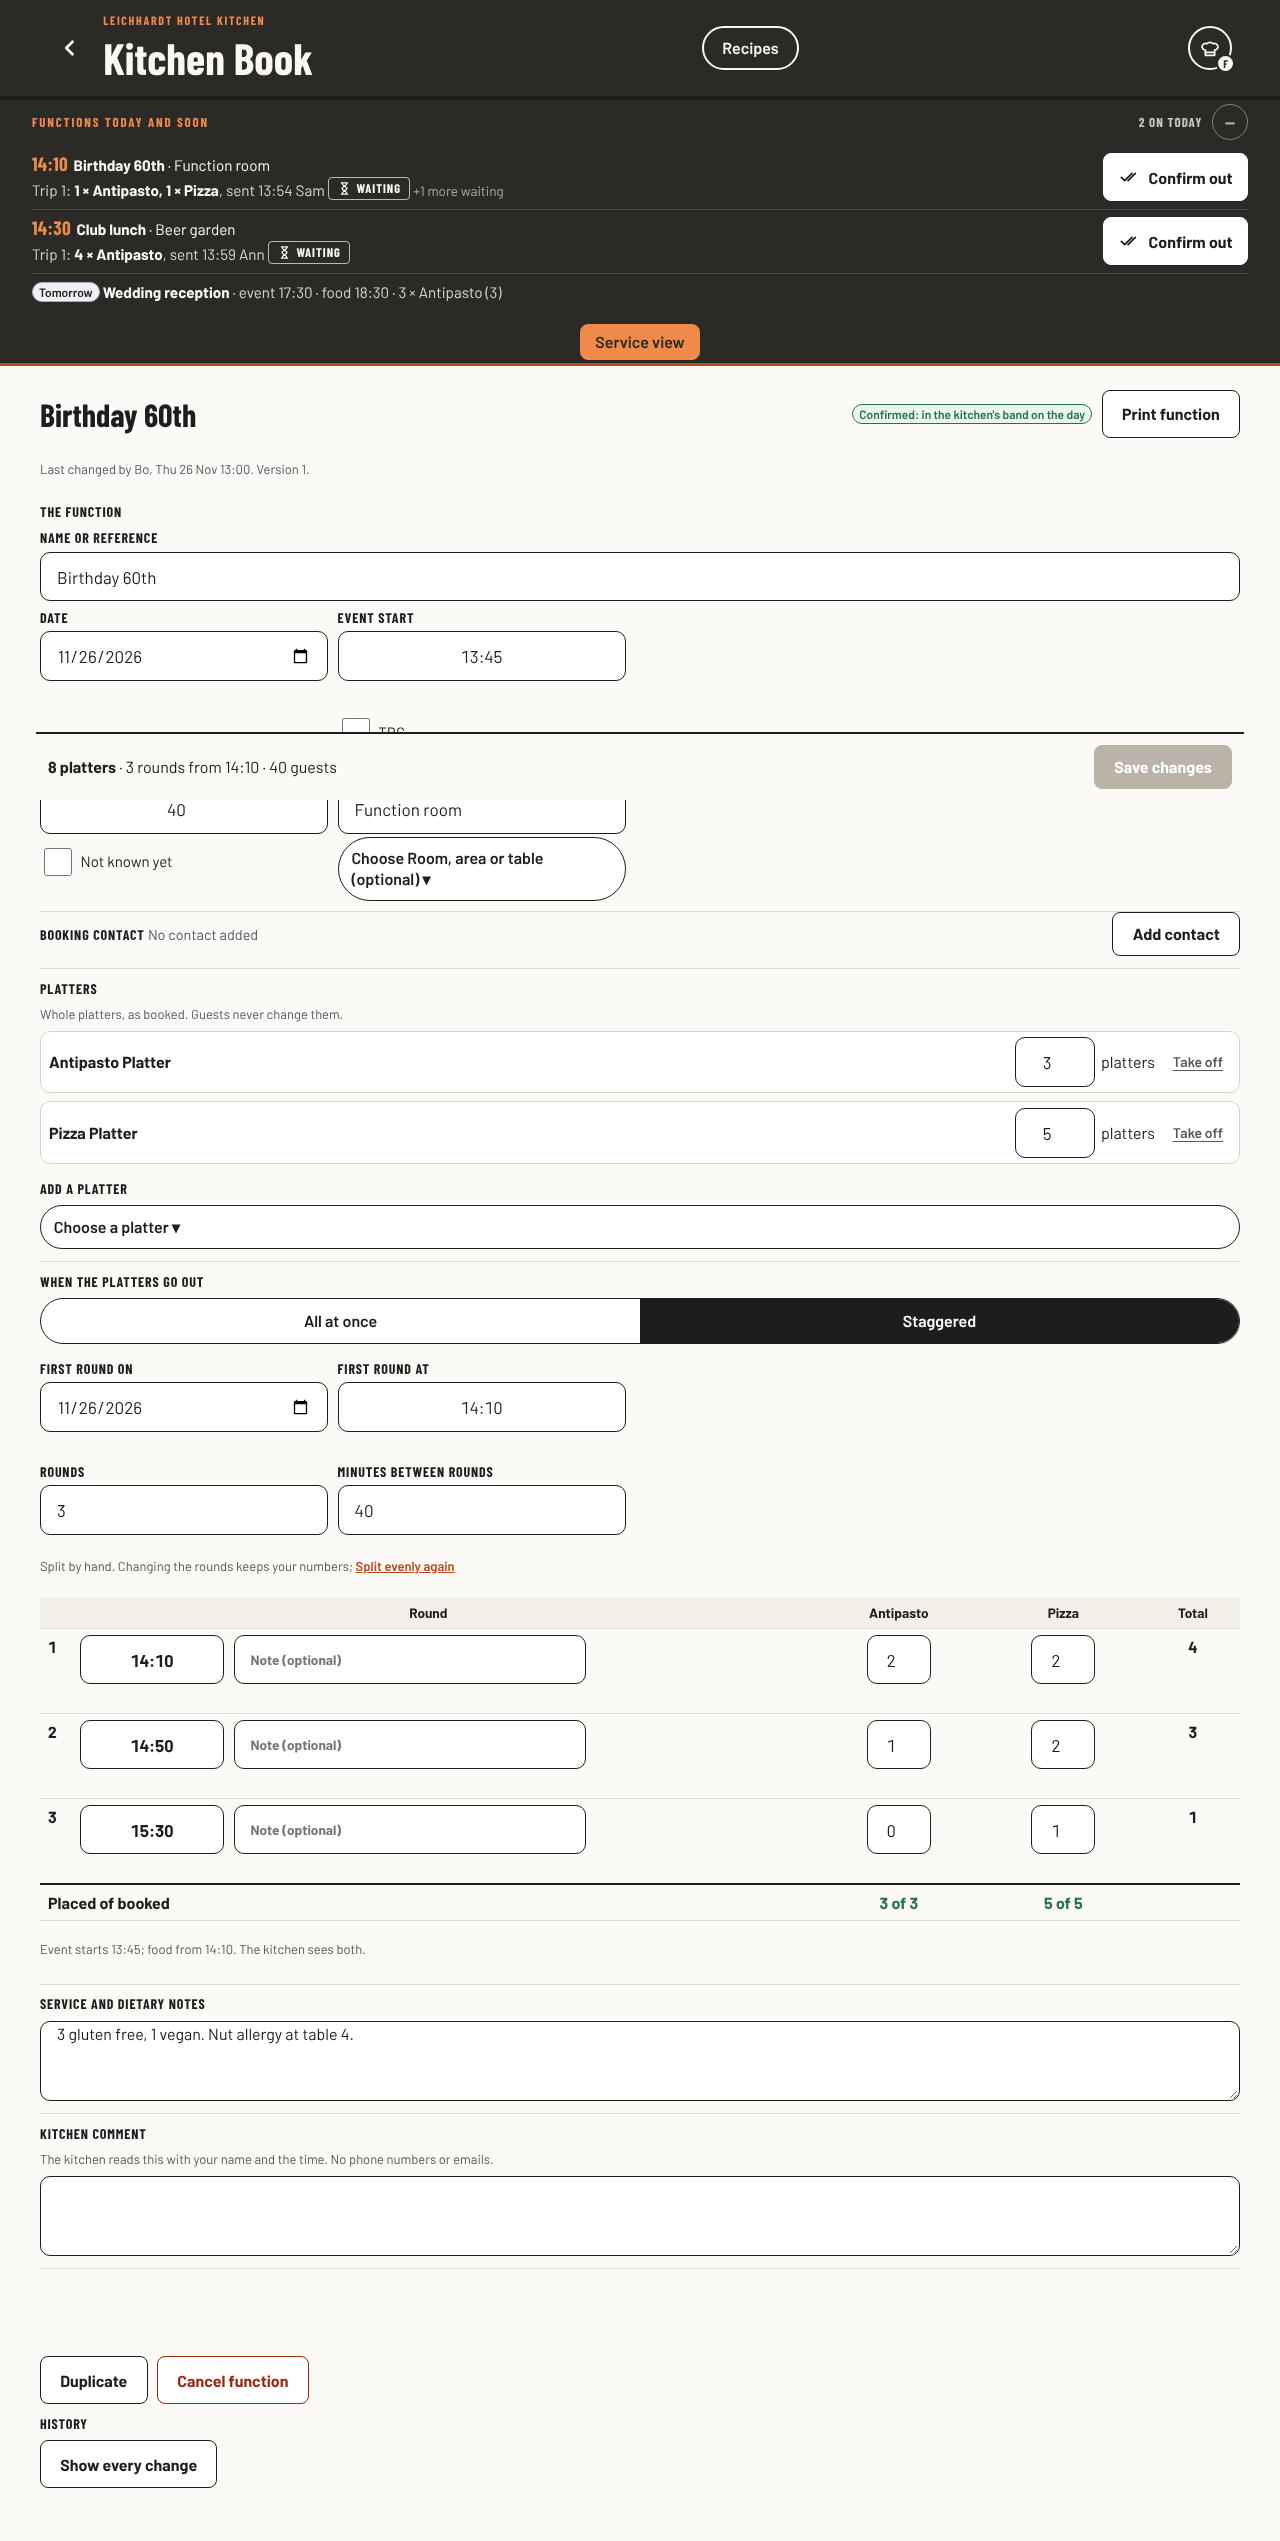 LEICHHARDT HOTEL KITCHEN
Kitchen Book
Recipes
F
FUNCTIONS TODAY AND SOON
2 ON TODAY
14:10 Birthday 60th · Function room
Trip 1: 1 × Antipasto, 1 × Pizza, sent 13:54 Sam WAITING +1 more waiting
Confirm out
14:30 Club lunch · Beer garden
Trip 1: 4 × Antipasto, sent 13:59 Ann WAITING
Confirm out
Tomorrow Wedding reception · event 17:30 · food 18:30 · 3 × Antipasto (3)
Service view
Birthday 60th
Confirmed: in the kitchen's band on the day
Print function
Last changed by Bo, Thu 26 Nov 13:00. Version 1.
THE FUNCTION
NAME OR REFERENCE
Birthday 60th
DATE EVENT START
11/26/2026 13:45
TBC
8 platters · 3 rounds from 14:10 · 40 guests
Save changes
40 Function room
Not known yet
Choose Room, area or table
(optional) ▾
BOOKING CONTACT No contact added
Add contact
PLATTERS
Whole platters, as booked. Guests never change them.
Antipasto Platter 3 platters Take off
Pizza Platter 5 platters Take off
ADD A PLATTER
Choose a platter ▾
WHEN THE PLATTERS GO OUT
All at once Staggered
FIRST ROUND ON FIRST ROUND AT
11/26/2026 14:10
ROUNDS MINUTES BETWEEN ROUNDS
3 40
Split by hand. Changing the rounds keeps your numbers; Split evenly again
Round Antipasto Pizza Total
1 14:10 Note (optional) 2 2 4
2 14:50 Note (optional) 1 2 3
3 15:30 Note (optional) 0 1 1
Placed of booked 3 of 3 5 of 5
Event starts 13:45; food from 14:10. The kitchen sees both.
SERVICE AND DIETARY NOTES
3 gluten free, 1 vegan. Nut allergy at table 4.
KITCHEN COMMENT
The kitchen reads this with your name and the time. No phone numbers or emails.
Duplicate Cancel function
HISTORY
Show every change